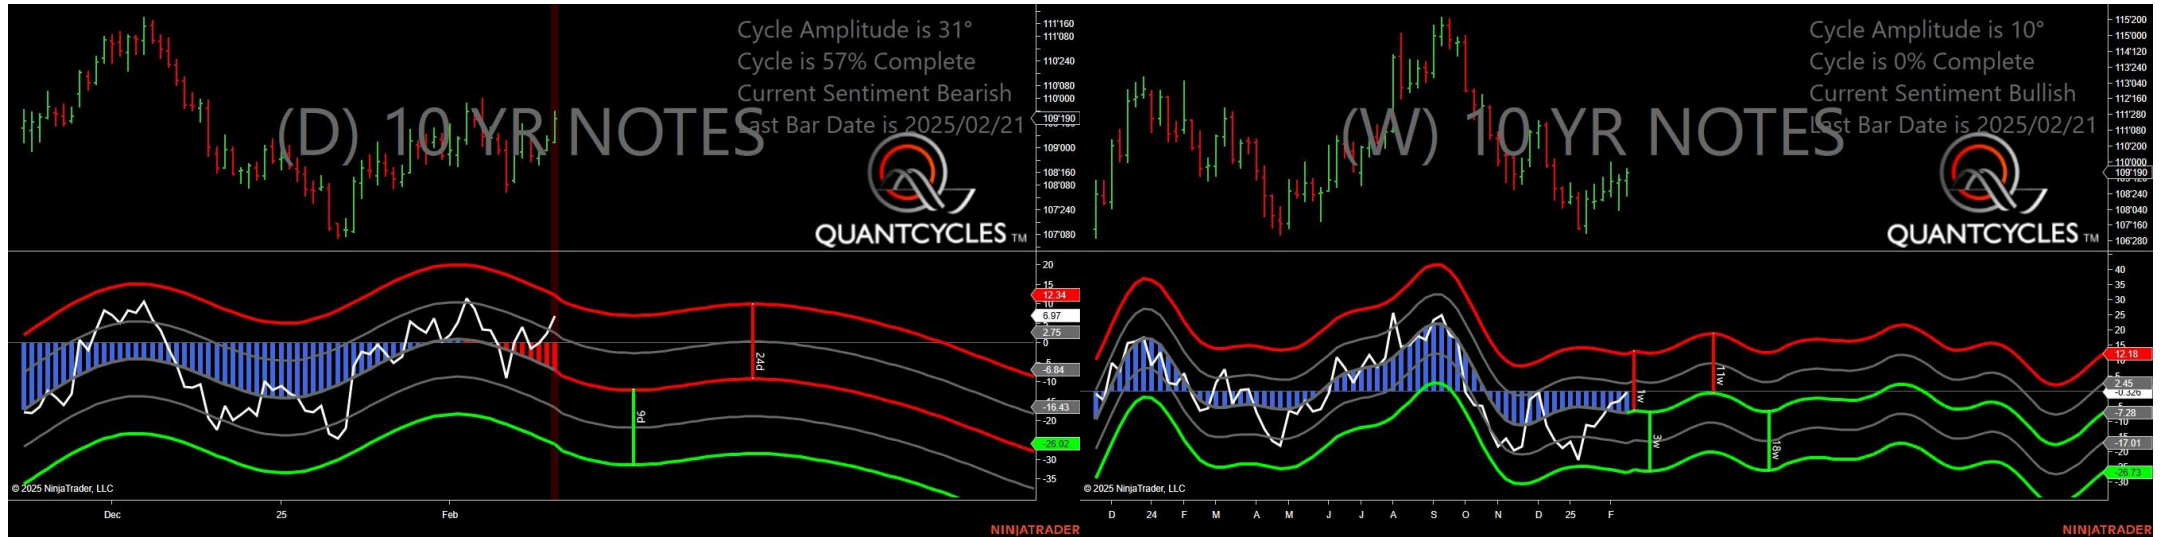 Cycle Amplitude is 31°
Cycle is 57% Complete
Current Sentiment Bearish
Last Bar Date is 2025/02/21
(D) 10 YR NOTES
QUANTCYCLES TM
111'160
111'080
110'240
110'080
110'000
109'190
109'000
108'160
108'080
107'240
107'080
20
15
12.34
10
6.97
2.75
0
-5
-6.84
-10
-16.43
-20
-26.02
-30
-35
24d
9d
© 2025 NinjaTrader, LLC
Dec
25
Feb
NINJATRADER
Cycle Amplitude is 10°
Cycle is 0% Complete
Current Sentiment Bullish
Last Bar Date is 2025/02/21
(W) 10 YR NOTES
QUANTCYCLES TM
115'200
115'000
114'120
113'240
113'040
112'160
111'280
111'080
110'200
110'000
109'190
108'240
108'040
107'160
106'280
40
35
30
25
20
15
12.18
2.45
-0.326
-7.28
-10
-17.01
-26.73
-30
1w
11w
3w
18w
© 2025 NinjaTrader, LLC
D 24 F M A M J J A S O N D 25 F
NINJATRADER